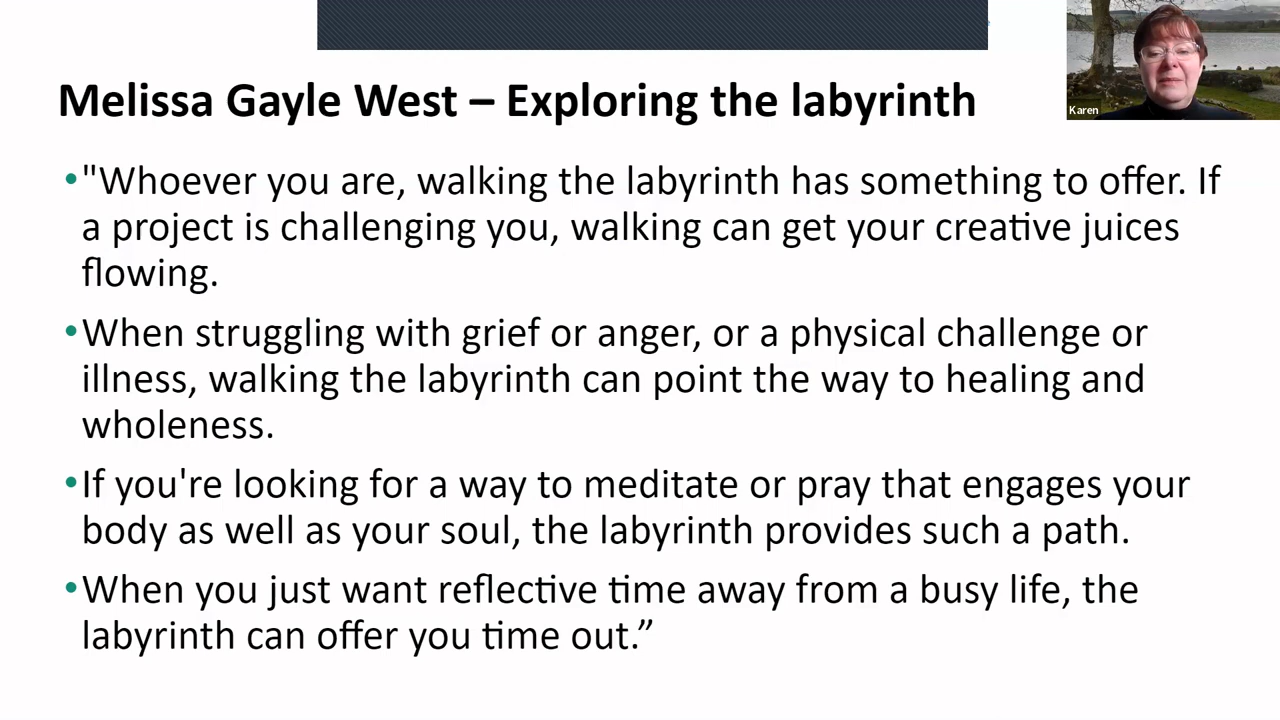 Melissa Gayle West – Exploring the labyrinth
Karen
•"Whoever you are, walking the labyrinth has something to offer. If
a project is challenging you, walking can get your creative juices
flowing.
•When struggling with grief or anger, or a physical challenge or
illness, walking the labyrinth can point the way to healing and
wholeness.
•If you're looking for a way to meditate or pray that engages your
body as well as your soul, the labyrinth provides such a path.
•When you just want reflective time away from a busy life, the
labyrinth can offer you time out.”